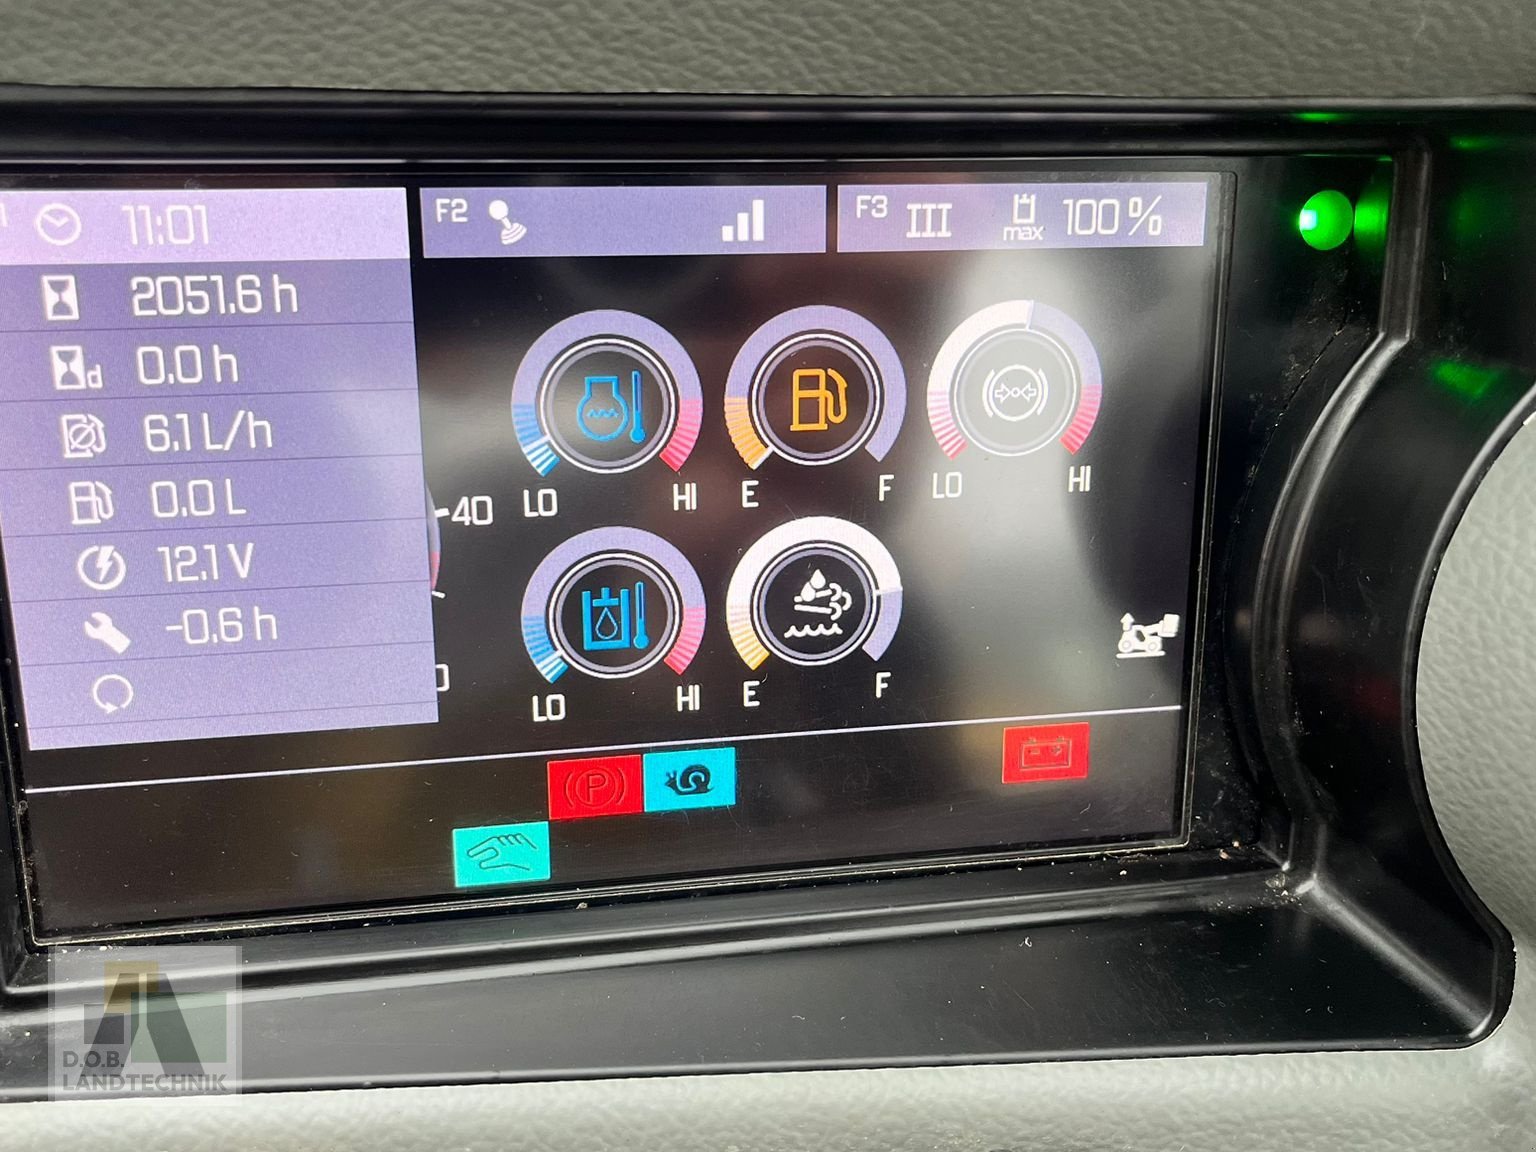 11:01
F2
F3 III max 100%
2051.6 h
d 0.0 h
6.1 L/h
0.0 L
12.1 V
-0.6 h
40
LO HI
E F
LO HI
LO HI
E F
P
D.O.B.
LANDTECHNIK